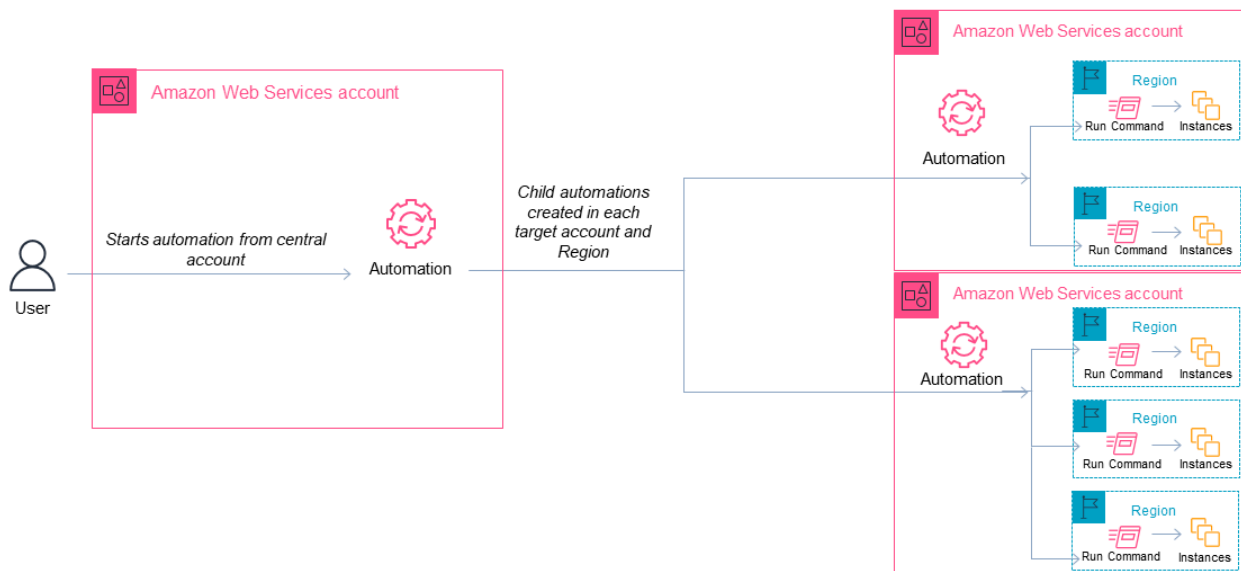 User
Amazon Web Services account
Starts automation from central
account
Automation
Child automations
created in each
target account and
Region
Amazon Web Services account
Automation
Region
Run Command
Instances
Region
Run Command
Instances
Amazon Web Services account
Automation
Region
Run Command
Instances
Region
Run Command
Instances
Region
Run Command
Instances